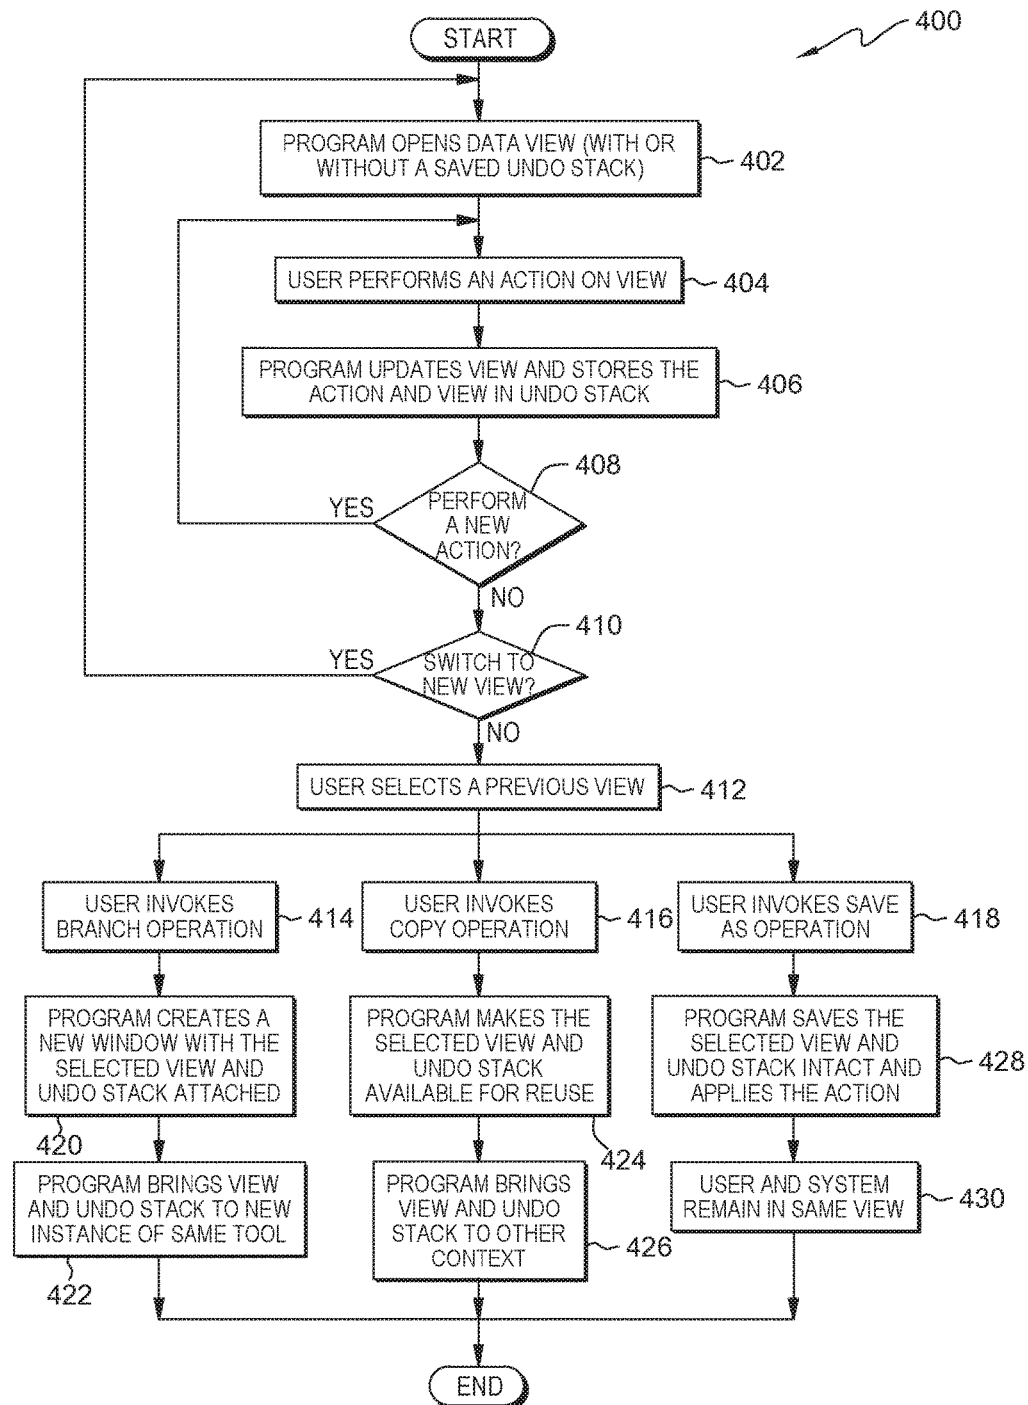 400
START
PROGRAM OPENS DATA VIEW (WITH OR
WITHOUT A SAVED UNDO STACK)
402
USER PERFORMS AN ACTION ON VIEW
404
PROGRAM UPDATES VIEW AND STORES THE
ACTION AND VIEW IN UNDO STACK
406
408
YES
PERFORM
A NEW
ACTION?
NO
410
YES
SWITCH TO
NEW VIEW?
NO
USER SELECTS A PREVIOUS VIEW
412
USER INVOKES
BRANCH OPERATION
414
USER INVOKES
COPY OPERATION
416
USER INVOKES SAVE
AS OPERATION
418
PROGRAM CREATES A
NEW WINDOW WITH THE
SELECTED VIEW AND
UNDO STACK ATTACHED
420
PROGRAM MAKES THE
SELECTED VIEW AND
UNDO STACK
AVAILABLE FOR REUSE
424
PROGRAM SAVES THE
SELECTED VIEW AND
UNDO STACK INTACT AND
APPLIES THE ACTION
428
PROGRAM BRINGS VIEW
AND UNDO STACK TO NEW
INSTANCE OF SAME TOOL
422
PROGRAM BRINGS
VIEW AND UNDO
STACK TO OTHER
CONTEXT
426
USER AND SYSTEM
REMAIN IN SAME VIEW
430
END